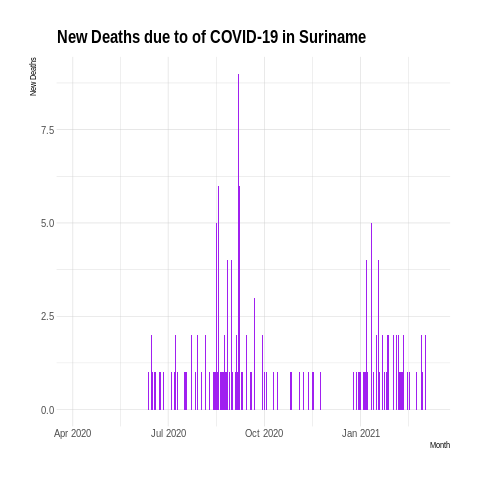 New Deaths due to of COVID-19 in Suriname
New Deaths
7.5
5.0
2.5
0.0
Apr 2020 Jul 2020 Oct 2020 Jan 2021
Month